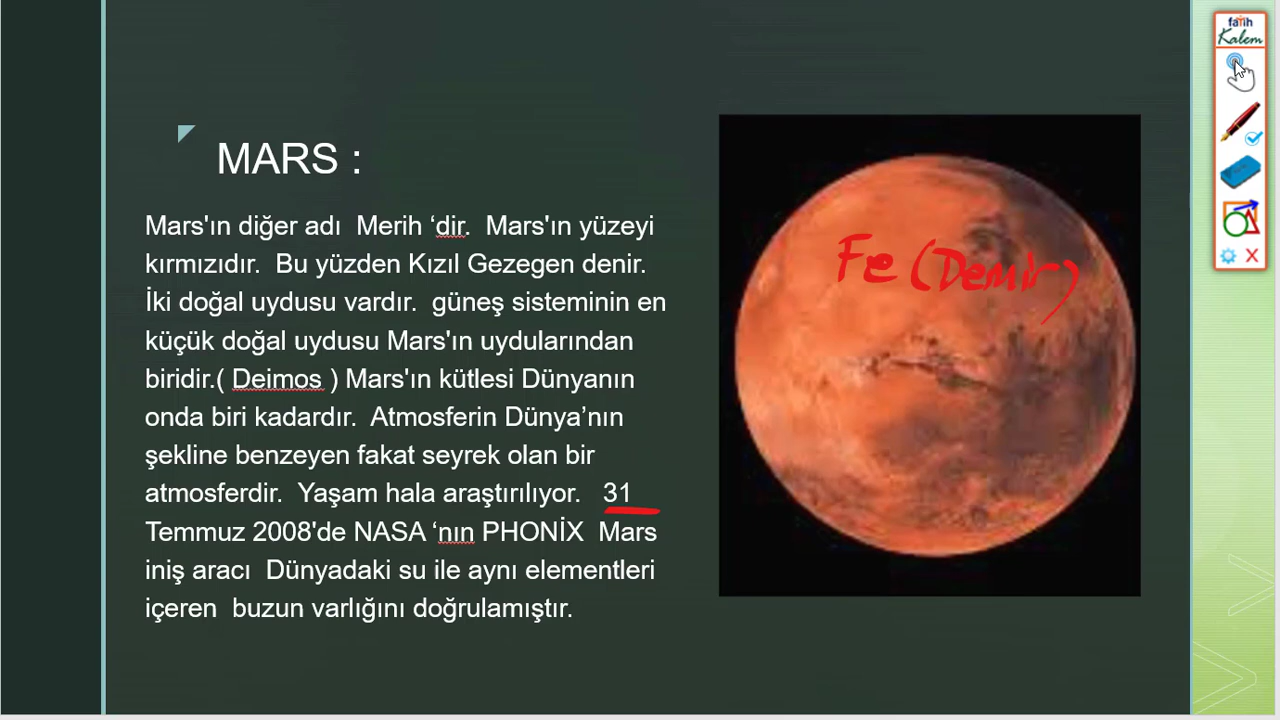 MARS :
Mars'ın diğer adı Merih ‘dir. Mars'ın yüzeyi
kırmızıdır. Bu yüzden Kızıl Gezegen denir.
İki doğal uydusu vardır. güneş sisteminin en
küçük doğal uydusu Mars'ın uydularından
biridir.( Deimos ) Mars'ın kütlesi Dünyanın
onda biri kadardır. Atmosferin Dünya’nın
şekline benzeyen fakat seyrek olan bir
atmosferdir. Yaşam hala araştırılıyor. 31
Temmuz 2008'de NASA ‘nın PHONİX Mars
iniş aracı Dünyadaki su ile aynı elementleri
içeren buzun varlığını doğrulamıştır.
Fe (Demir)
fatih
Kalem